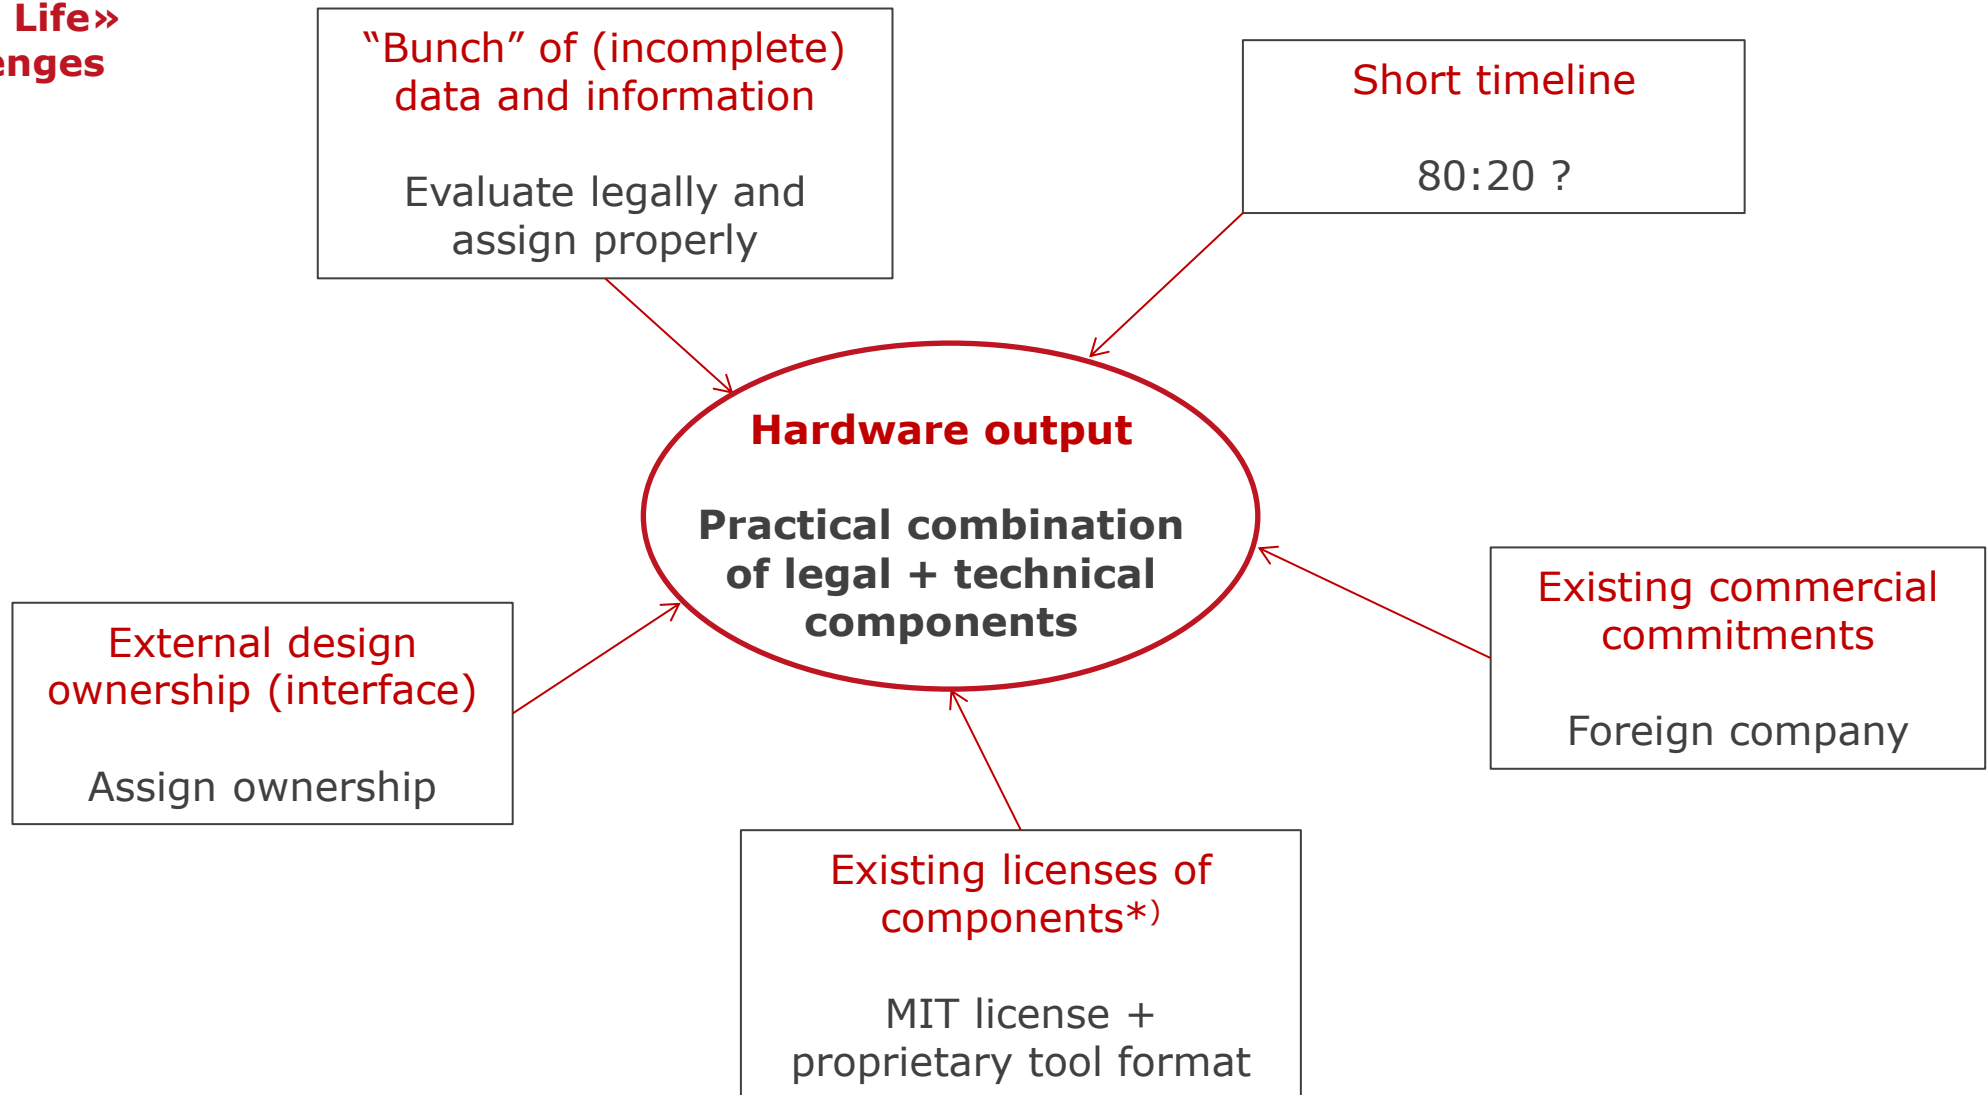 Life»
enges
“Bunch” of (incomplete)
data and information
Evaluate legally and
assign properly
Short timeline
80:20 ?
Hardware output
Practical combination
of legal + technical
components
External design
ownership (interface)
Assign ownership
Existing commercial
commitments
Foreign company
Existing licenses of
components*)
MIT license +
proprietary tool format